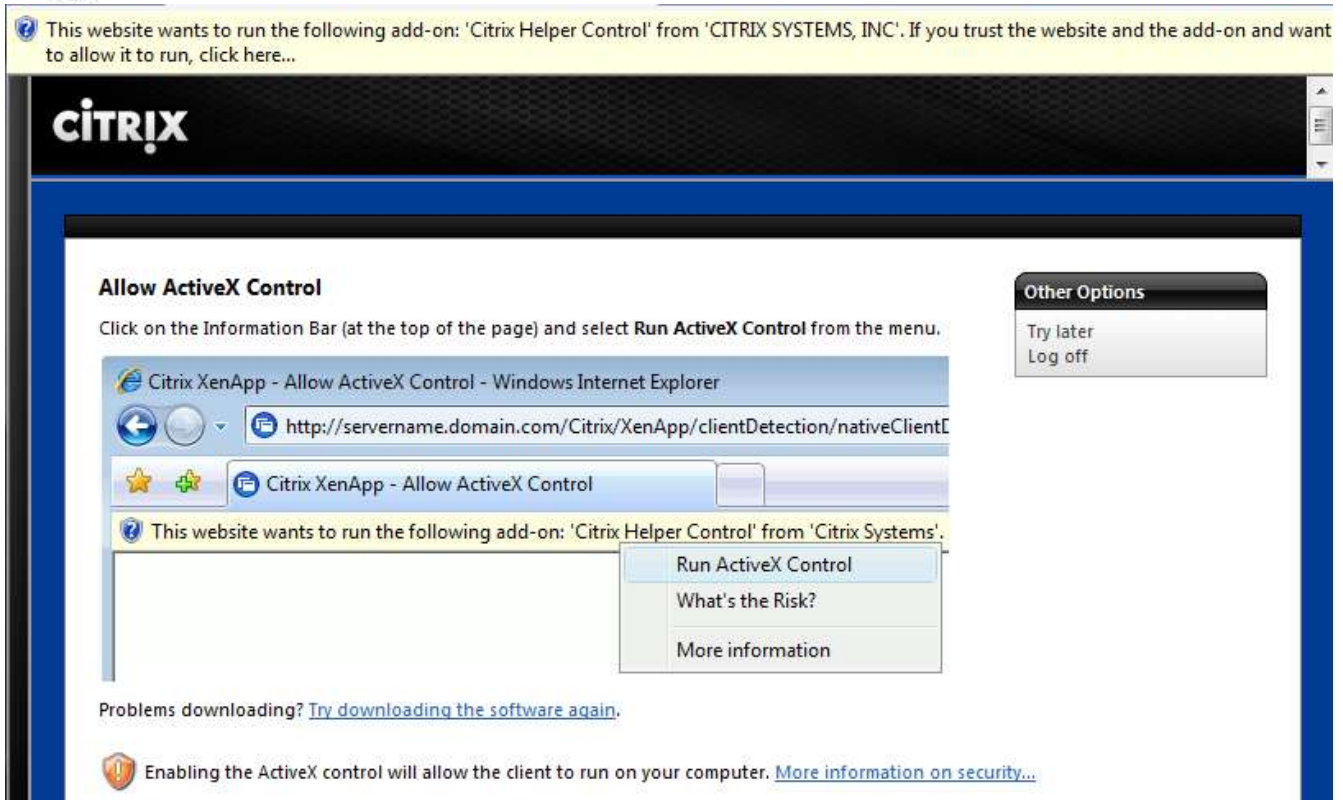 This website wants to run the following add-on: 'Citrix Helper Control' from 'CITRIX SYSTEMS, INC'. If you trust the website and the add-on and want
to allow it to run, click here...
CİTRIX
Allow ActiveX Control
Click on the Information Bar (at the top of the page) and select Run ActiveX Control from the menu.
Other Options
Try later
Log off
Citrix XenApp - Allow ActiveX Control - Windows Internet Explorer
http://servername.domain.com/Citrix/XenApp/clientDetection/nativeClientD
Citrix XenApp - Allow ActiveX Control
This website wants to run the following add-on: 'Citrix Helper Control' from 'Citrix Systems'.
Run ActiveX Control
What's the Risk?
More information
Problems downloading? Try downloading the software again.
Enabling the ActiveX control will allow the client to run on your computer. More information on security...